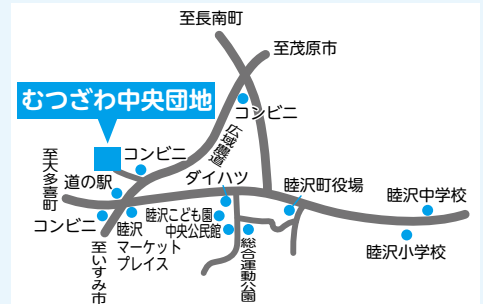 至長南町
至茂原市
むつざわ中央団地
コンビニ
広域農道
至大多喜町
コンビニ
ダイハツ
道の駅
睦沢町役場
睦沢中学校
コンビニ
睦沢
マーケット
プレイス
睦沢こども園
中央公民館
総合運動公園
睦沢小学校
至いすみ市